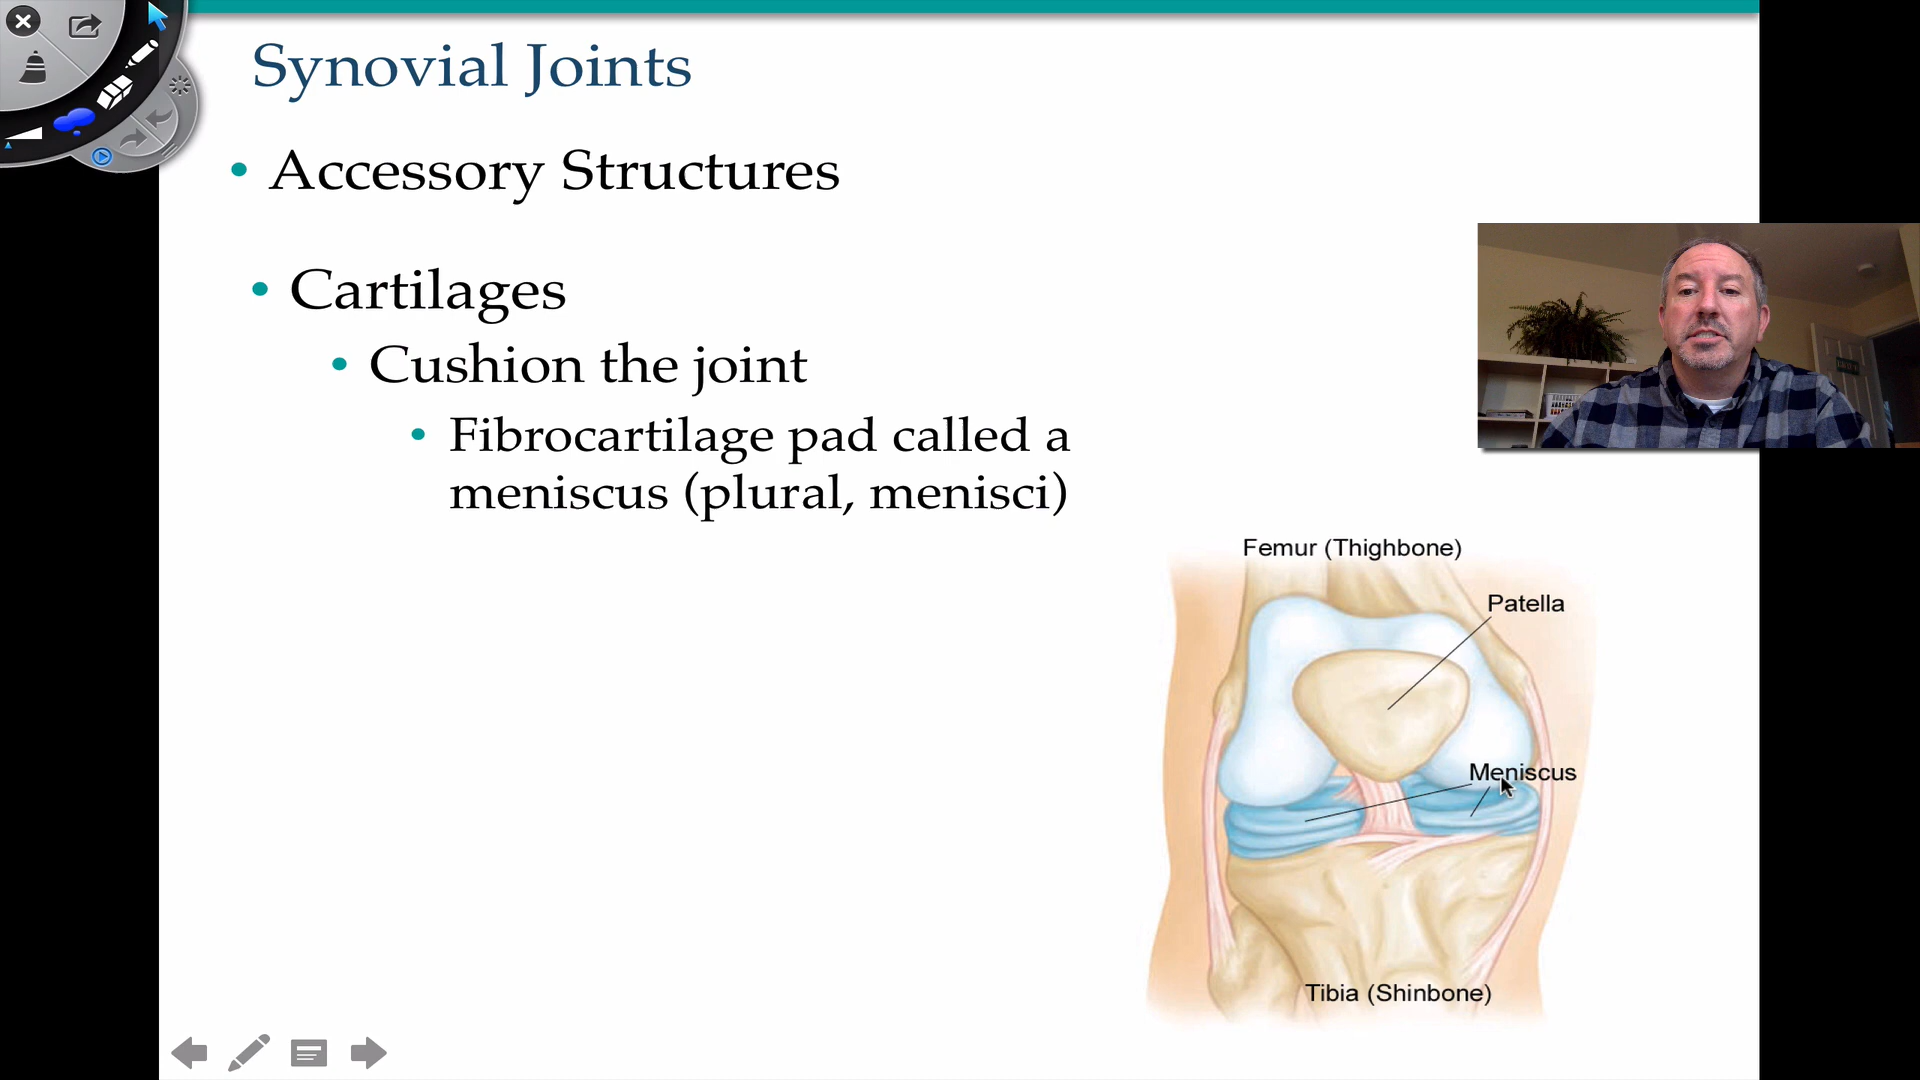 Synovial Joints
• Accessory Structures
• Cartilages
• Cushion the joint
• Fibrocartilage pad called a
meniscus (plural, menisci)
Femur (Thighbone)
Patella
Meniscus
Tibia (Shinbone)